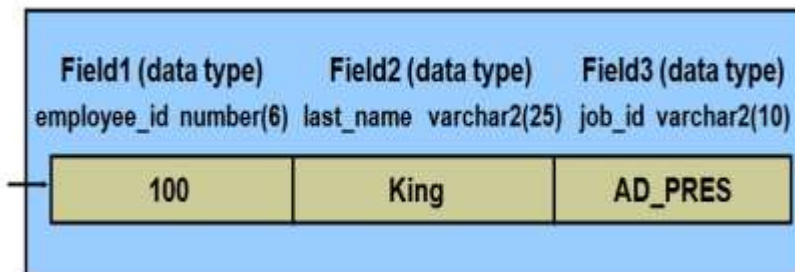 Field1 (data type) Field2 (data type) Field3 (data type)
employee_id number(6) last_name varchar2(25) job_id varchar2(10)
100 King AD_PRES